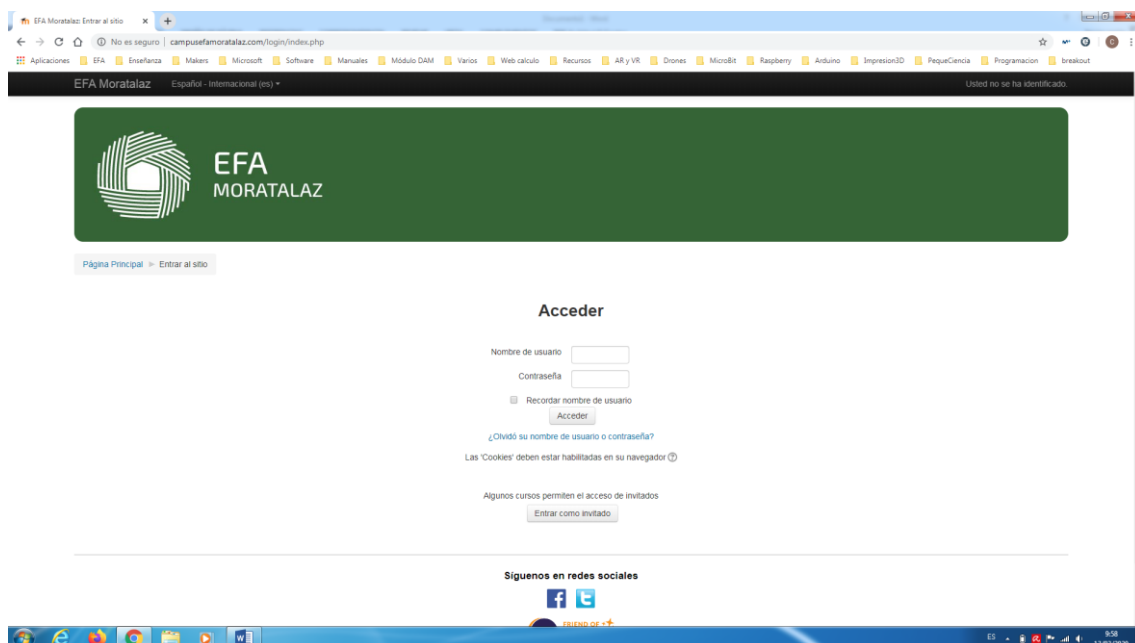 EFA Moratalaz: Entrar al sitio
No es seguro | campusefamoratalaz.com/login/index.php
Aplicaciones EFA Enseñanza Makers Microsoft Software Manuales Módulo DAM Varios Web calculo Recursos AR y VR Drones MicroBit Raspberry Arduino Impresion3D PequeCiencia Programacion breakout
EFA Moratalaz Español - Internacional (es) Usted no se ha identificado.
EFA
MORATALAZ
Página Principal Entrar al sitio
Acceder
Nombre de usuario
Contraseña
Recordar nombre de usuario
Acceder
¿Olvidó su nombre de usuario o contraseña?
Las 'Cookies' deben estar habilitadas en su navegador
Algunos cursos permiten el acceso de invitados
Entrar como invitado
Síguenos en redes sociales
FRIEND OF
ES 9:58